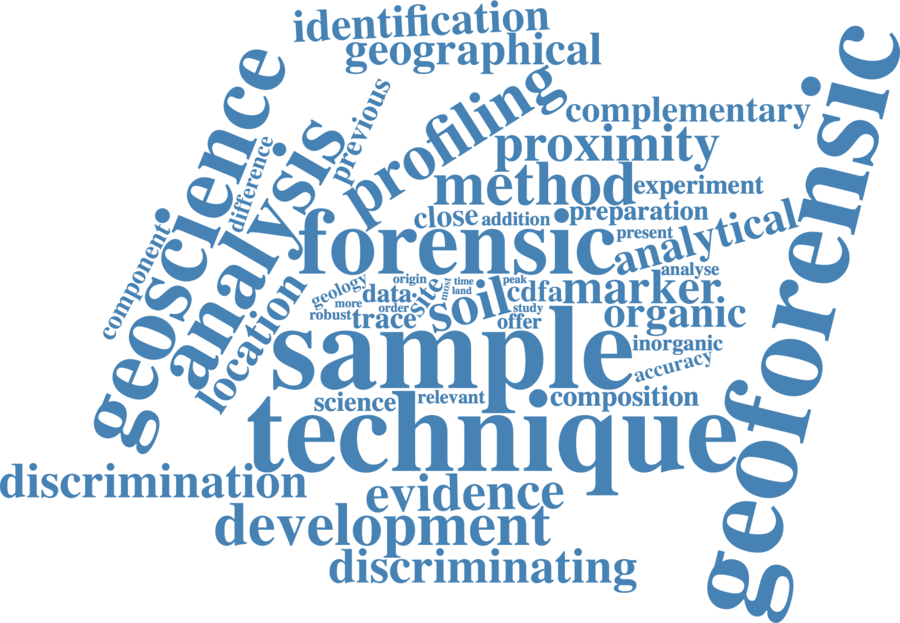 identification
geographical
geoscience
previous
profiling
complementary
geoforensic
analysis
difference
proximity
method
experiment
component
close
addition
preparation
forensic
present
analytical
analyse
location
geology
origin
more
data
order
robust
trace
site
most
time
land
peak
soil
cdfa
marker
study
offer
organic
sample
inorganic
accuracy
science
relevant
composition
technique
discrimination
evidence
development
discriminating